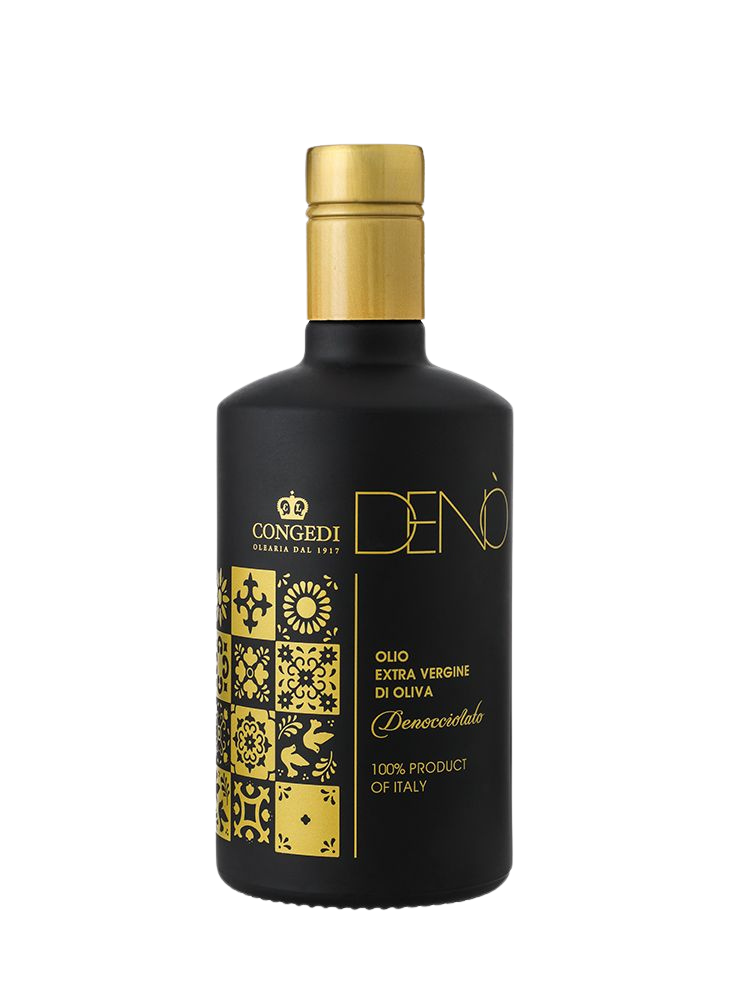 C L
CONGEDI
OLEARIA DAL 1917
DENÒ
OLIO
EXTRA VERGINE
DI OLIVA
Denocciolato
100% PRODUCT
OF ITALY